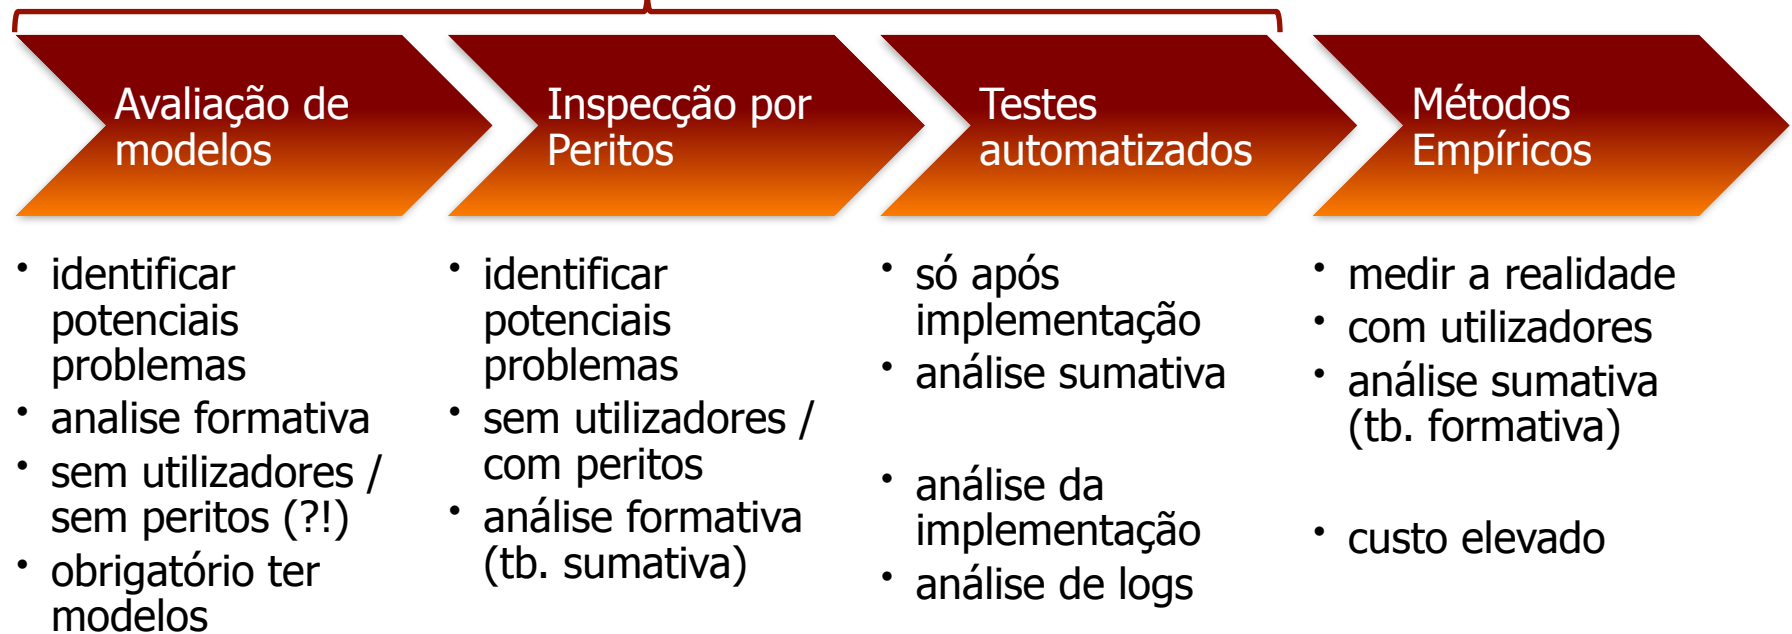 Avaliação de
modelos
• identificar
potenciais
problemas
• analise formativa
• sem utilizadores /
sem peritos (?!)
• obrigatório ter
modelos
Inspecção por
Peritos
• identificar
potenciais
problemas
• sem utilizadores /
com peritos
• análise formativa
(tb. sumativa)
Testes
automatizados
• só após
implementação
• análise sumativa
• análise da
implementação
• análise de logs
Métodos
Empíricos
• medir a realidade
• com utilizadores
• análise sumativa
(tb. formativa)
• custo elevado